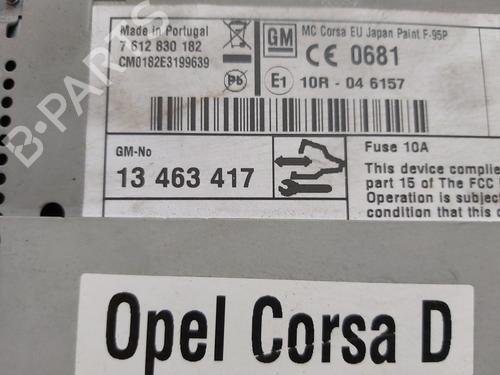 Made in Portugal
7 612 830 182
CM0182E3199639
Pb
GM
MC Corsa EU Japan Paint F-95P
CE 0681
E1 10R - 04 6157
GM-No
13 463 417
Fuse 10A
This device complie
part 15 of The FCC
Operation is subjec
condition that this
Opel Corsa D